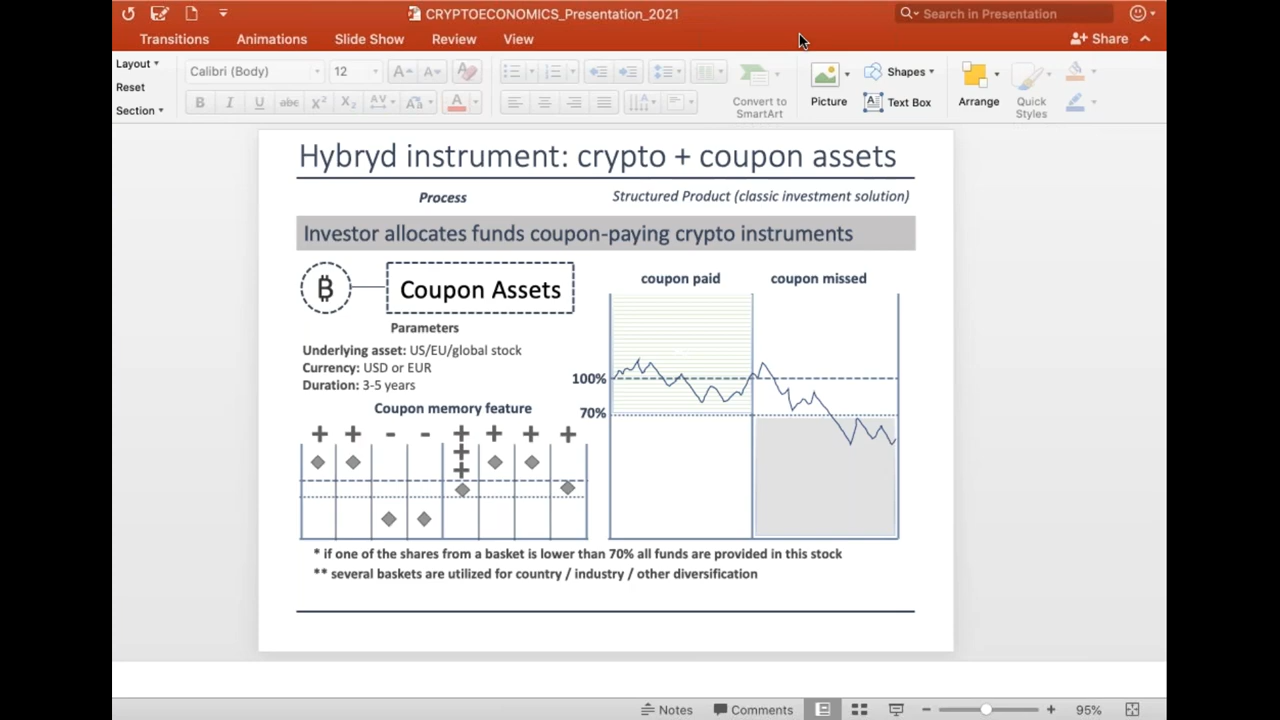 CRYPTOECONOMICS_Presentation_2021
Search in Presentation
Transitions Animations Slide Show Review View
Share
Layout
Reset
Section
Calibri (Body) 12
B I U abc X² X₂ AV Aa A
Convert to SmartArt
Picture
Shapes
Text Box
Arrange
Quick Styles
Hybryd instrument: crypto + coupon assets
Process
Structured Product (classic investment solution)
Investor allocates funds coupon-paying crypto instruments
₿
Coupon Assets
Parameters
Underlying asset: US/EU/global stock
Currency: USD or EUR
Duration: 3-5 years
Coupon memory feature
+ + - - + + + +
+
+
coupon paid coupon missed
100%
70%
* if one of the shares from a basket is lower than 70% all funds are provided in this stock
** several baskets are utilized for country / industry / other diversification
Notes Comments 95%